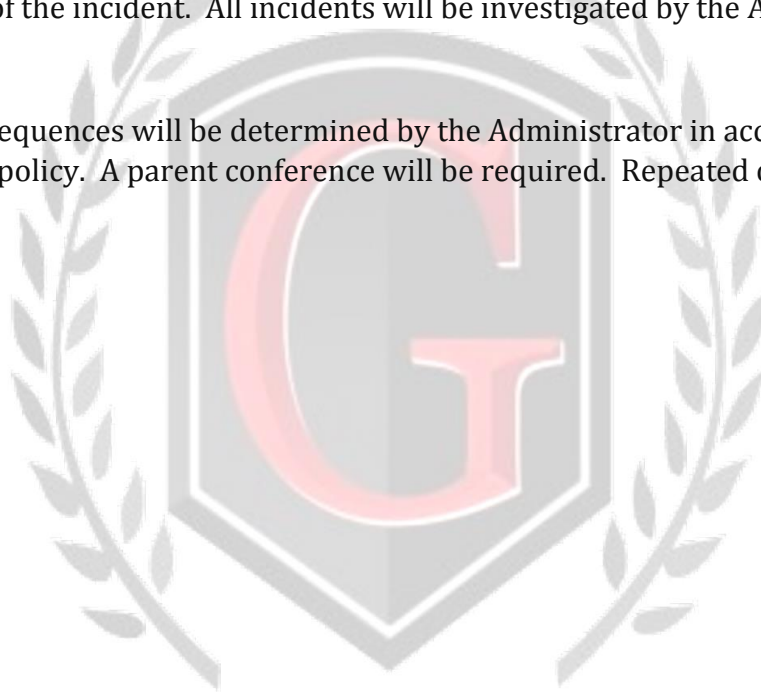 of the incident.  All incidents will be investigated by the A
equences will be determined by the Administrator in acc
policy.  A parent conference will be required.  Repeated
G